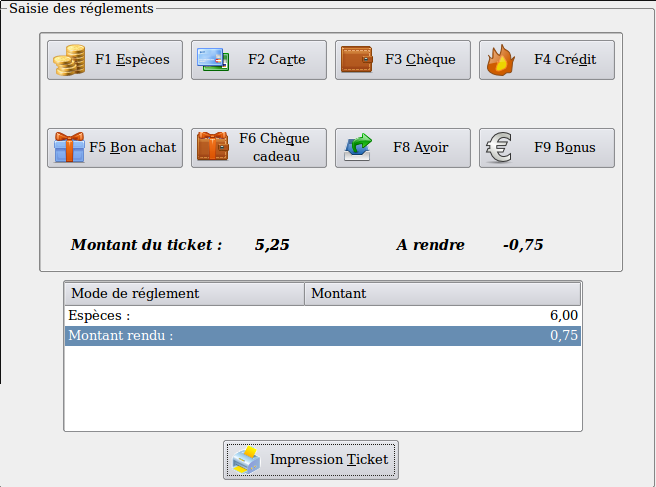 Saisie des réglements
F1 Espèces
F2 Carte
F3 Chèque
F4 Crédit
F5 Bon achat
F6 Chèque
cadeau
F8 Avoir
F9 Bonus
Montant du ticket : 5,25 A rendre -0,75
Mode de réglement Montant
Espèces : 6,00
Montant rendu : 0,75
Impression Ticket